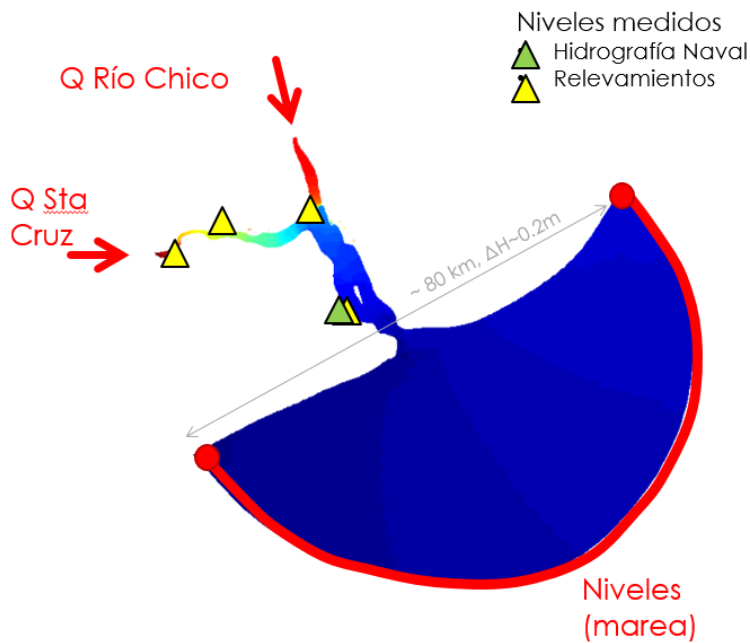 Niveles medidos
Hidrografía Naval
Relevamientos
Q Río Chico
Q Sta
Cruz
~ 80 km, ΔH~0.2m
Niveles
(marea)